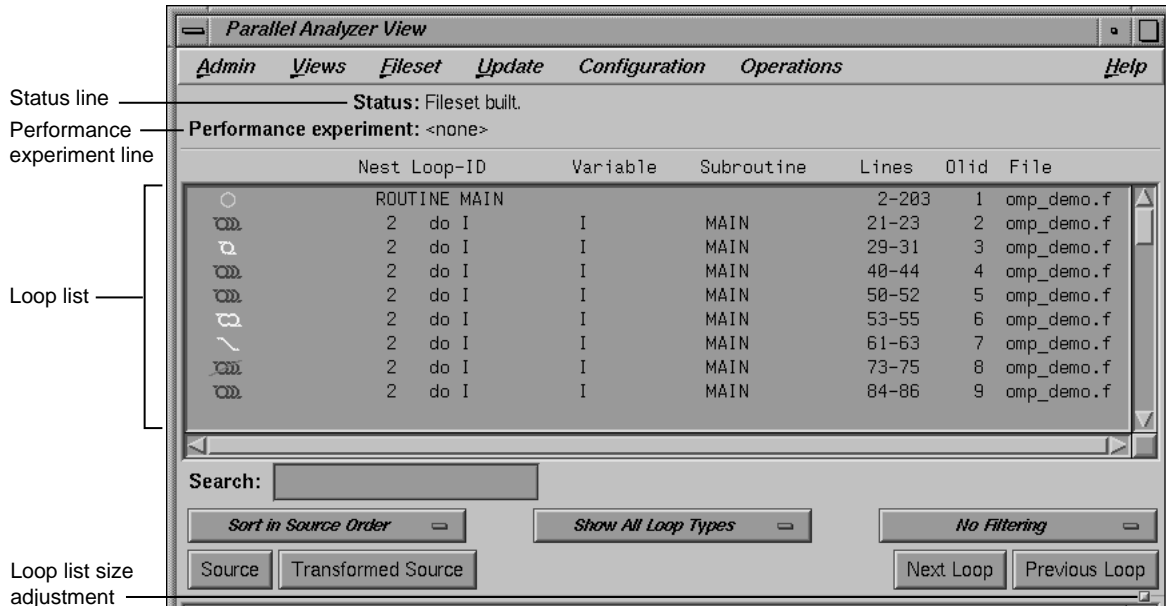 Parallel Analyzer View
Admin Views Fileset Update Configuration Operations Help
Status line
Status: Fileset built.
Performance experiment line
Performance experiment: <none>
Nest Loop-ID Variable Subroutine Lines Olid File
ROUTINE MAIN 2-203 1 omp_demo.f
2 do I I MAIN 21-23 2 omp_demo.f
2 do I I MAIN 29-31 3 omp_demo.f
2 do I I MAIN 40-44 4 omp_demo.f
Loop list
2 do I I MAIN 50-52 5 omp_demo.f
2 do I I MAIN 53-55 6 omp_demo.f
2 do I I MAIN 61-63 7 omp_demo.f
2 do I I MAIN 73-75 8 omp_demo.f
2 do I I MAIN 84-86 9 omp_demo.f
Search:
Sort in Source Order Show All Loop Types No Filtering
Source Transformed Source Next Loop Previous Loop
Loop list size
adjustment